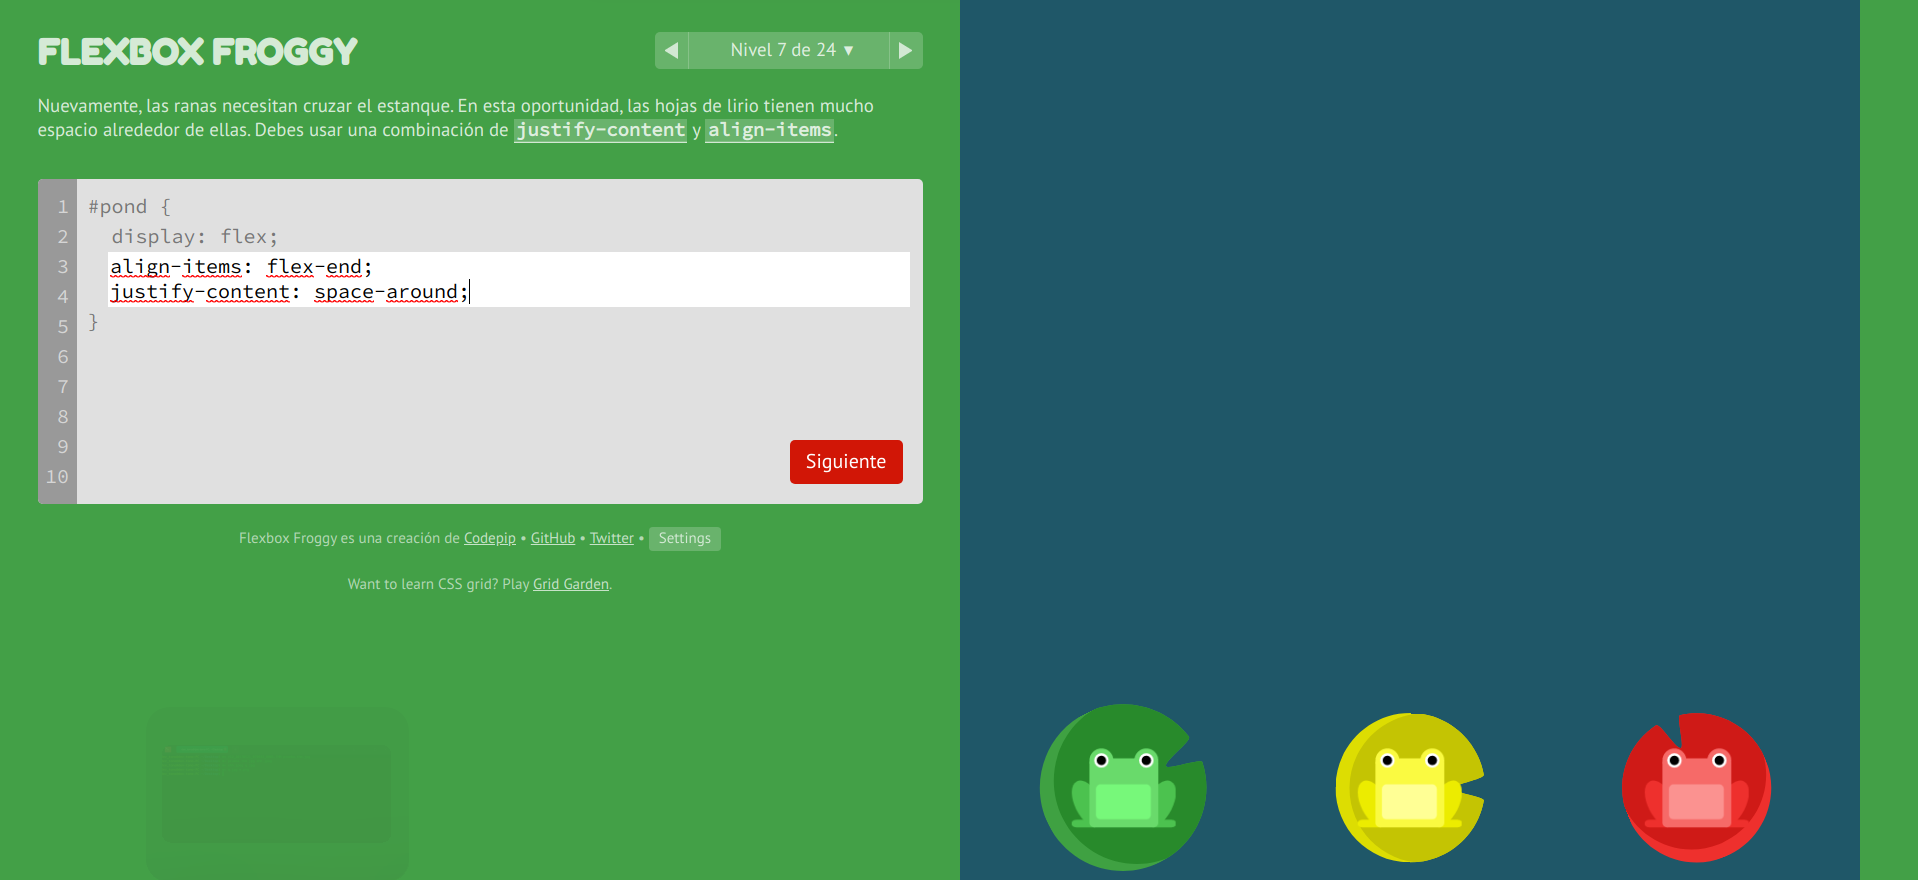 FLEXBOX FROGGY
◀ Nivel 7 de 24 ▼ ▶
Nuevamente, las ranas necesitan cruzar el estanque. En esta oportunidad, las hojas de lirio tienen mucho
espacio alrededor de ellas. Debes usar una combinación de justify-content y align-items.
1 #pond {
2 display: flex;
3 align-items: flex-end;
4 justify-content: space-around;
5 }
6
7
8
9
10
Siguiente
Flexbox Froggy es una creación de Codepip • GitHub • Twitter • Settings
Want to learn CSS grid? Play Grid Garden.